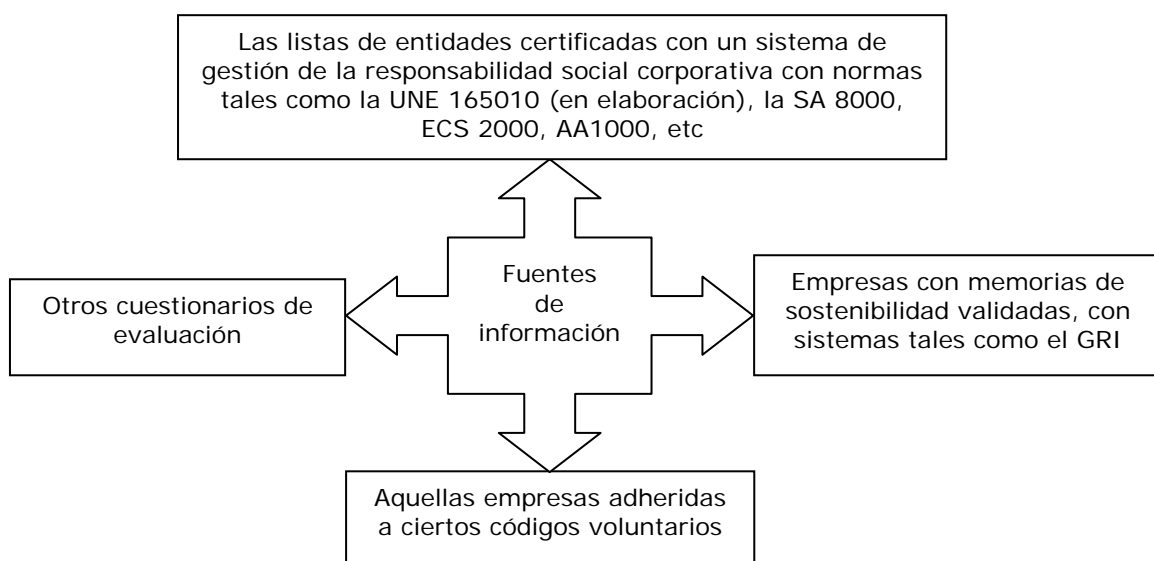 Las listas de entidades certificadas con un sistema de
gestión de la responsabilidad social corporativa con normas
tales como la UNE 165010 (en elaboración), la SA 8000,
ECS 2000, AA1000, etc
Otros cuestionarios de
evaluación
Fuentes
de
información
Empresas con memorias de
sostenibilidad validadas, con
sistemas tales como el GRI
Aquellas empresas adheridas
a ciertos códigos voluntarios